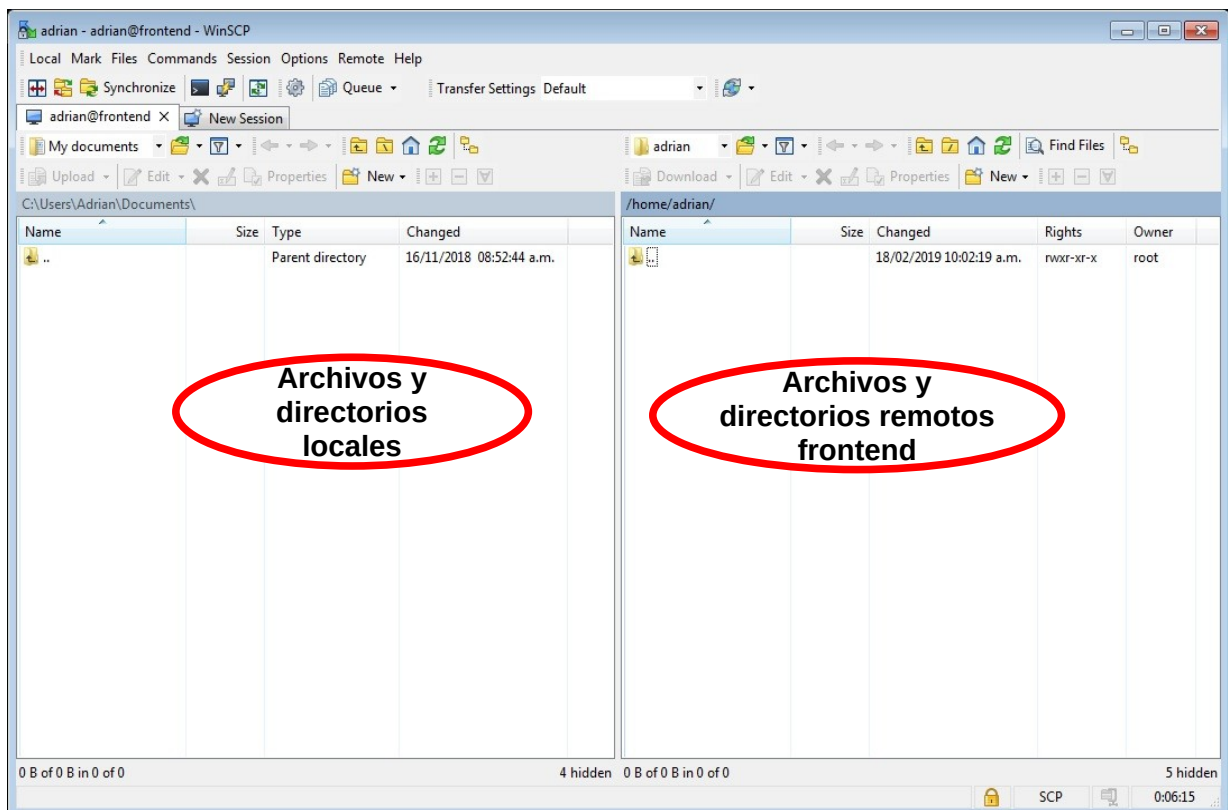 adrian - adrian@frontend - WinSCP
Local Mark Files Commands Session Options Remote Help
Synchronize Queue Transfer Settings Default
adrian@frontend X New Session
My documents adrian Find Files
Upload Edit Properties New Download Edit Properties New
C:\Users\Adrian\Documents\ /home/adrian/
Name Size Type Changed Name Size Changed Rights Owner
.. Parent directory 16/11/2018 08:52:44 a.m. .. 18/02/2019 10:02:19 a.m. rwxr-xr-x root
Archivos y
directorios
locales
Archivos y
directorios remotos
frontend
0 B of 0 B in 0 of 0 4 hidden 0 B of 0 B in 0 of 0 5 hidden
SCP 0:06:15